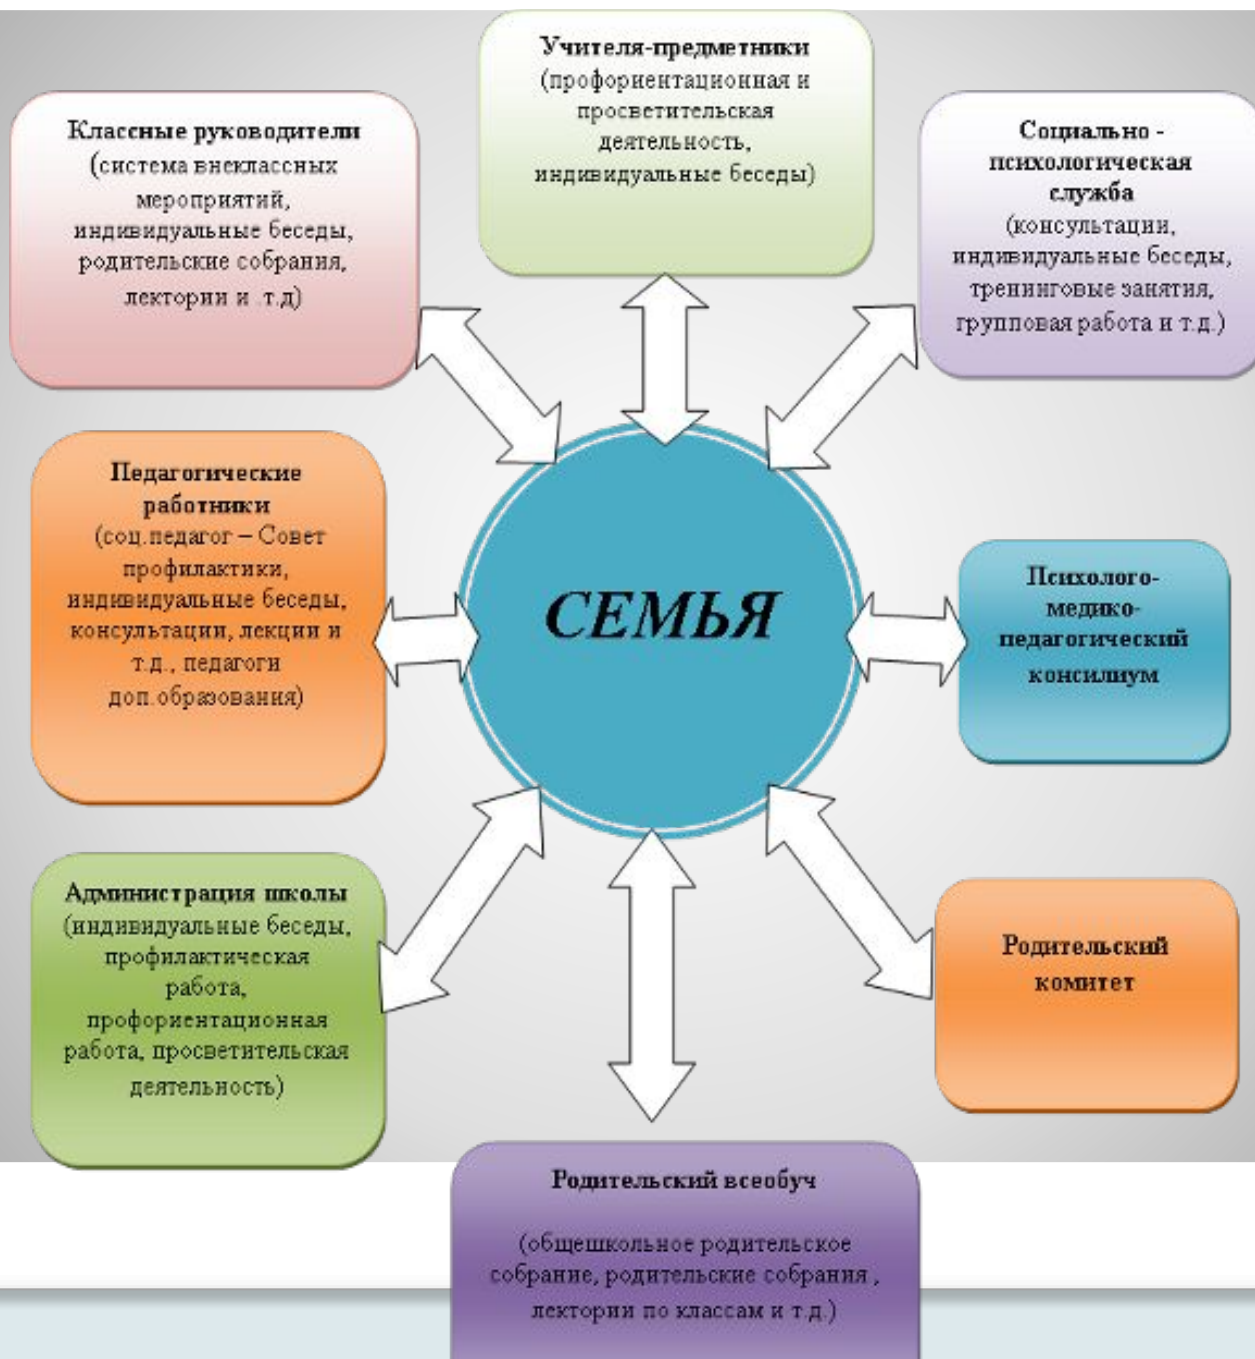 Учителя-предметники
(профориентационная и
просветительская
деятельность,
индивидуальные беседы)
Классные руководители
(система внеклассных
мероприятий,
индивидуальные беседы,
родительские собрания,
лектории и .т.д)
Социально -
психологическая
служба
(консультации,
индивидуальные беседы,
тренинговые занятия,
групповая работа и т.д.)
Педагогические
работники
(соц.педагог – Совет
профилактики,
индивидуальные беседы,
консультации, лекции и
т.д., педагоги
доп.образования)
СЕМЬЯ
Психолого-
медико-
педагогический
консилиум
Администрация школы
(индивидуальные беседы,
профилактическая
работа,
профориентационная
работа, просветительская
деятельность)
Родительский
комитет
Родительский всеобуч
(общешкольное родительское
собрание, родительские собрания ,
лектории по классам и т.д.)